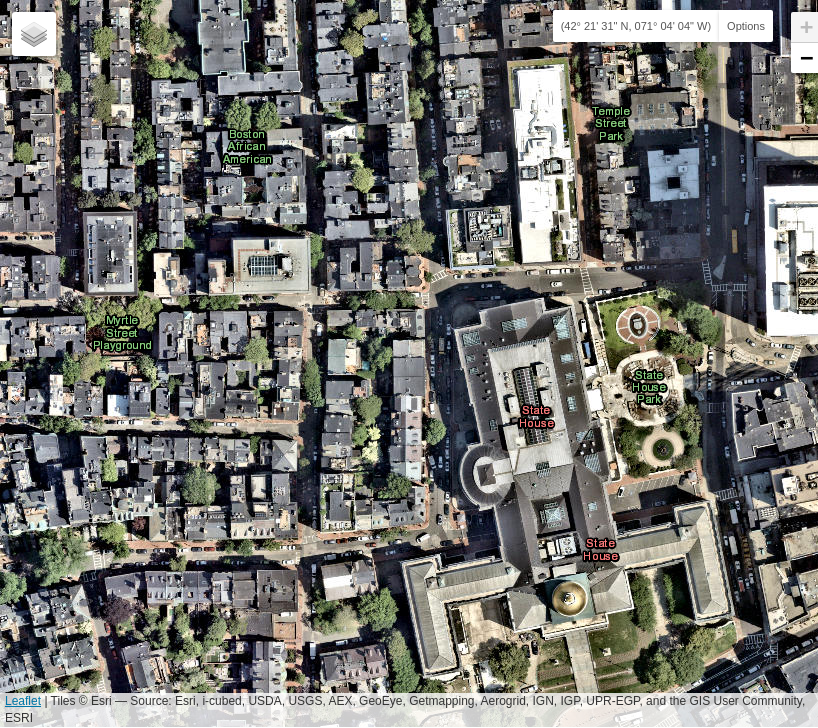 (42° 21' 31" N, 071° 04' 04" W)
Options
+
−
Temple
Street
Park
Boston
African
American
Myrtle
Street
Playground
State
House
Park
State
House
State
House
Leaflet | Tiles © Esri — Source: Esri, i-cubed, USDA, USGS, AEX, GeoEye, Getmapping, Aerogrid, IGN, IGP, UPR-EGP, and the GIS User Community,
ESRI